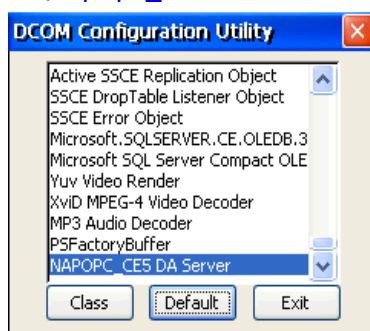 DCOM Configuration Utility
Active SSCE Replication Object
SSCE DropTable Listener Object
SSCE Error Object
Microsoft.SQLSERVER.CE.OLEDB.3
Microsoft SQL Server Compact OLE
Yuv Video Render
XviD MPEG-4 Video Decoder
MP3 Audio Decoder
PSFactoryBuffer
NAPOPC_CE5 DA Server
Class
Default
Exit